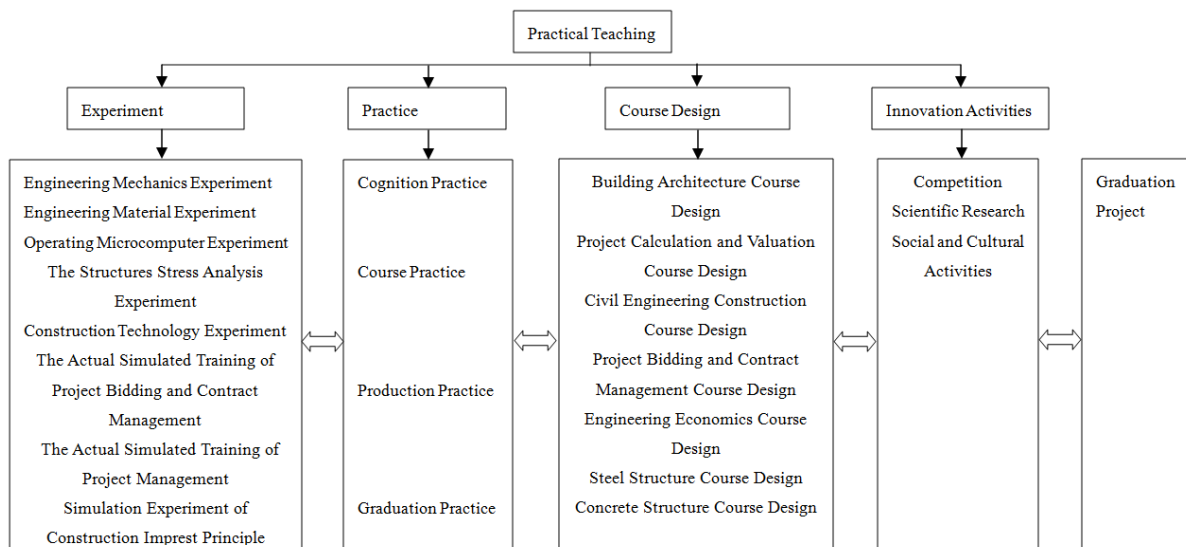 Practical Teaching
Experiment
Practice
Course Design
Innovation Activities
Engineering Mechanics Experiment
Engineering Material Experiment
Operating Microcomputer Experiment
The Structures Stress Analysis
Experiment
Construction Technology Experiment
The Actual Simulated Training of
Project Bidding and Contract
Management
The Actual Simulated Training of
Project Management
Simulation Experiment of
Construction Imprest Principle
Cognition Practice
Course Practice
Production Practice
Graduation Practice
Building Architecture Course
Design
Project Calculation and Valuation
Course Design
Civil Engineering Construction
Course Design
Project Bidding and Contract
Management Course Design
Engineering Economics Course
Design
Steel Structure Course Design
Concrete Structure Course Design
Competition
Scientific Research
Social and Cultural
Activities
Graduation
Project